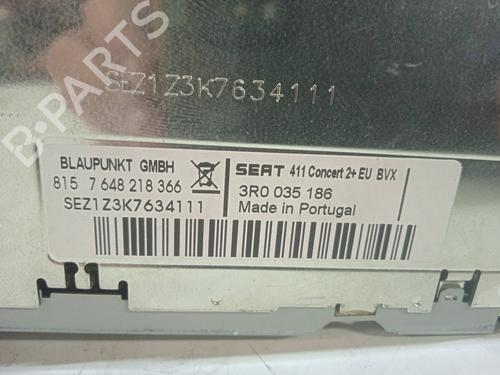 B-PARTS
SEZ1Z3K7634111
BLAUPUNKT GMBH
815 7 648 218 366
SEZ1Z3K7634111
SEAT 411 Concert 2+ EU BVX
3R0 035 186
Made in Portugal